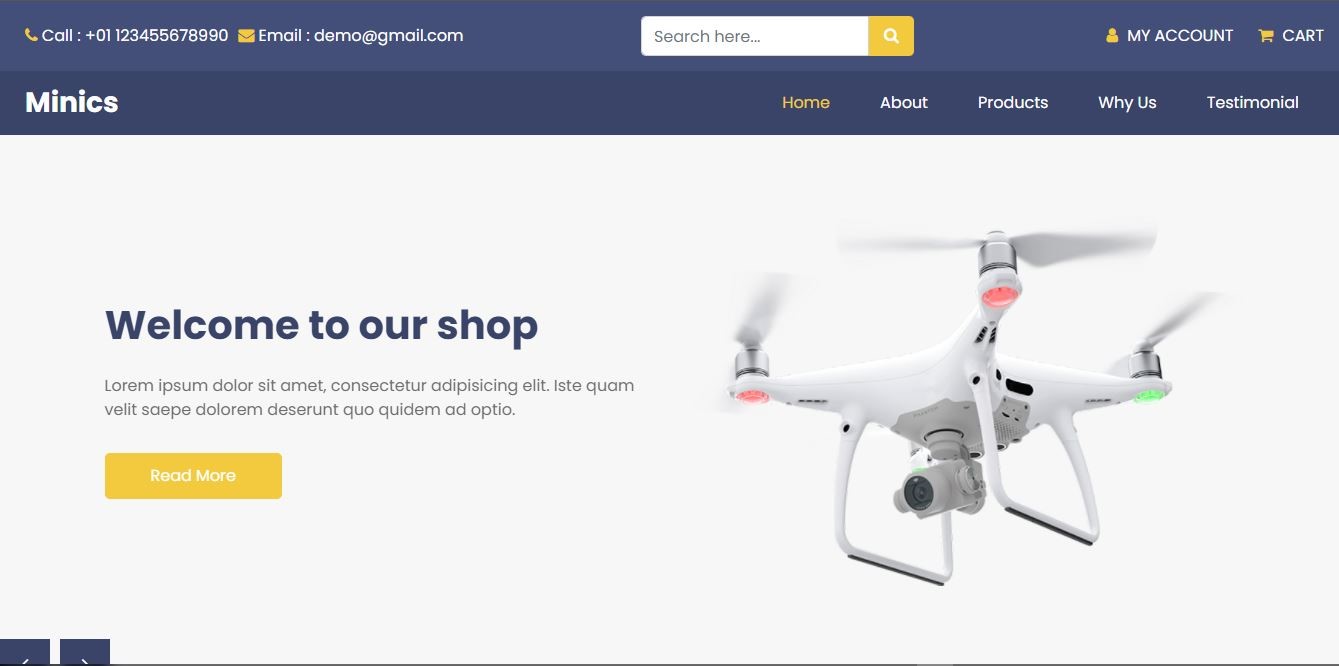 Call : +01 123455678990 Email : demo@gmail.com Search here... MY ACCOUNT CART
Minics Home About Products Why Us Testimonial
Welcome to our shop
Lorem ipsum dolor sit amet, consectetur adipisicing elit. Iste quam
velit saepe dolorem deserunt quo quidem ad optio.
Read More